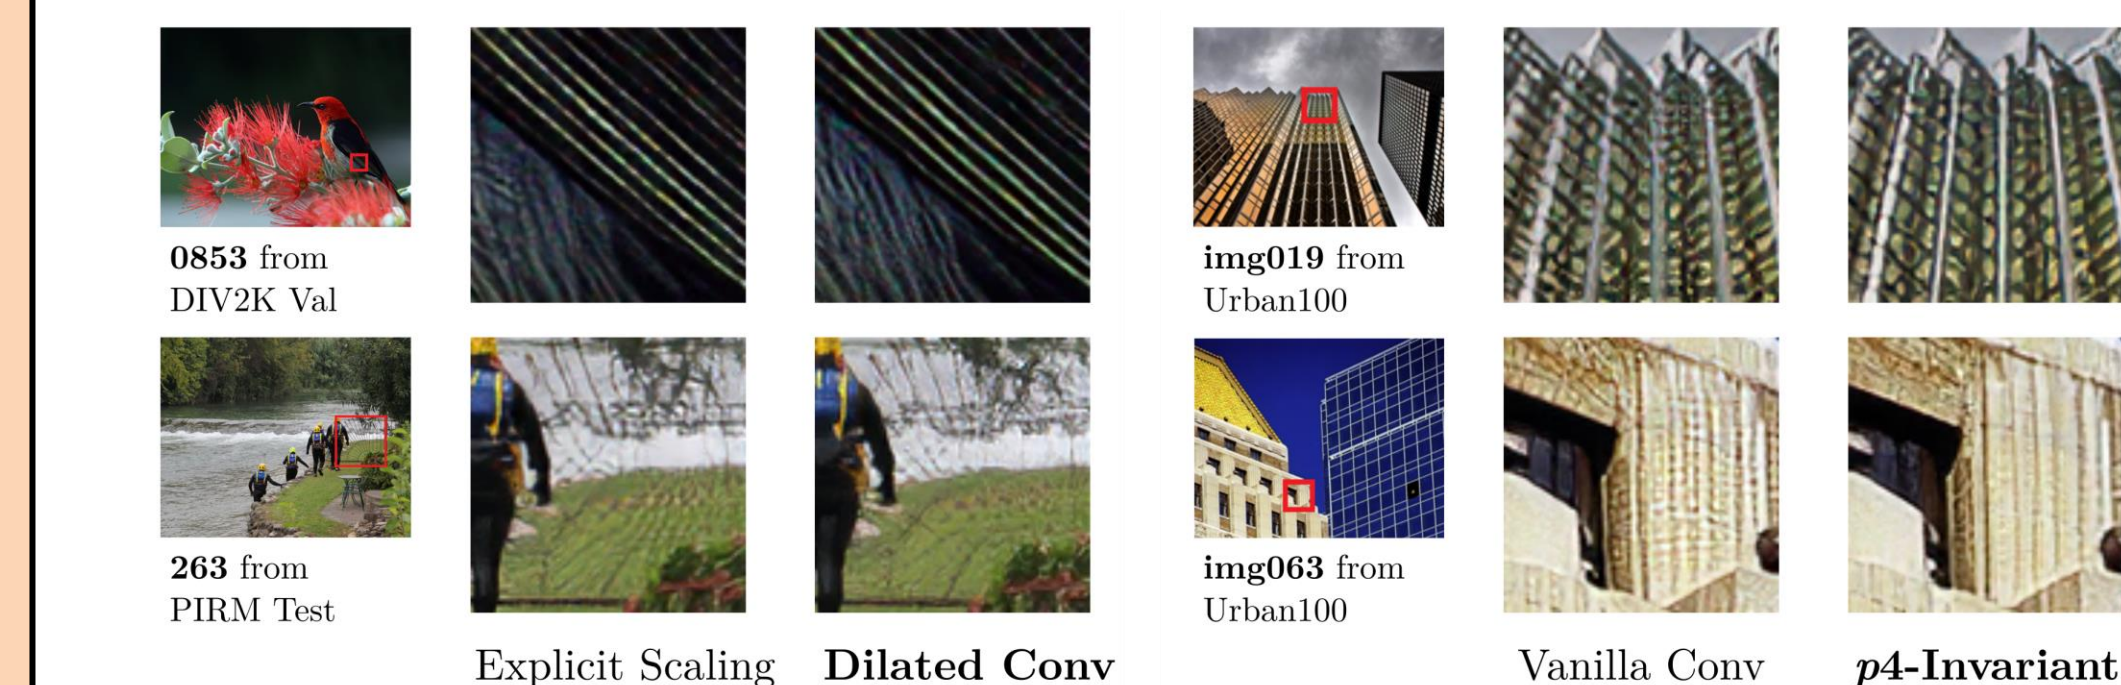 0853 from
DIV2K Val
img019 from
Urban100
263 from
PIRM Test
img063 from
Urban100
Explicit Scaling
Dilated Conv
Vanilla Conv
p4-Invariant